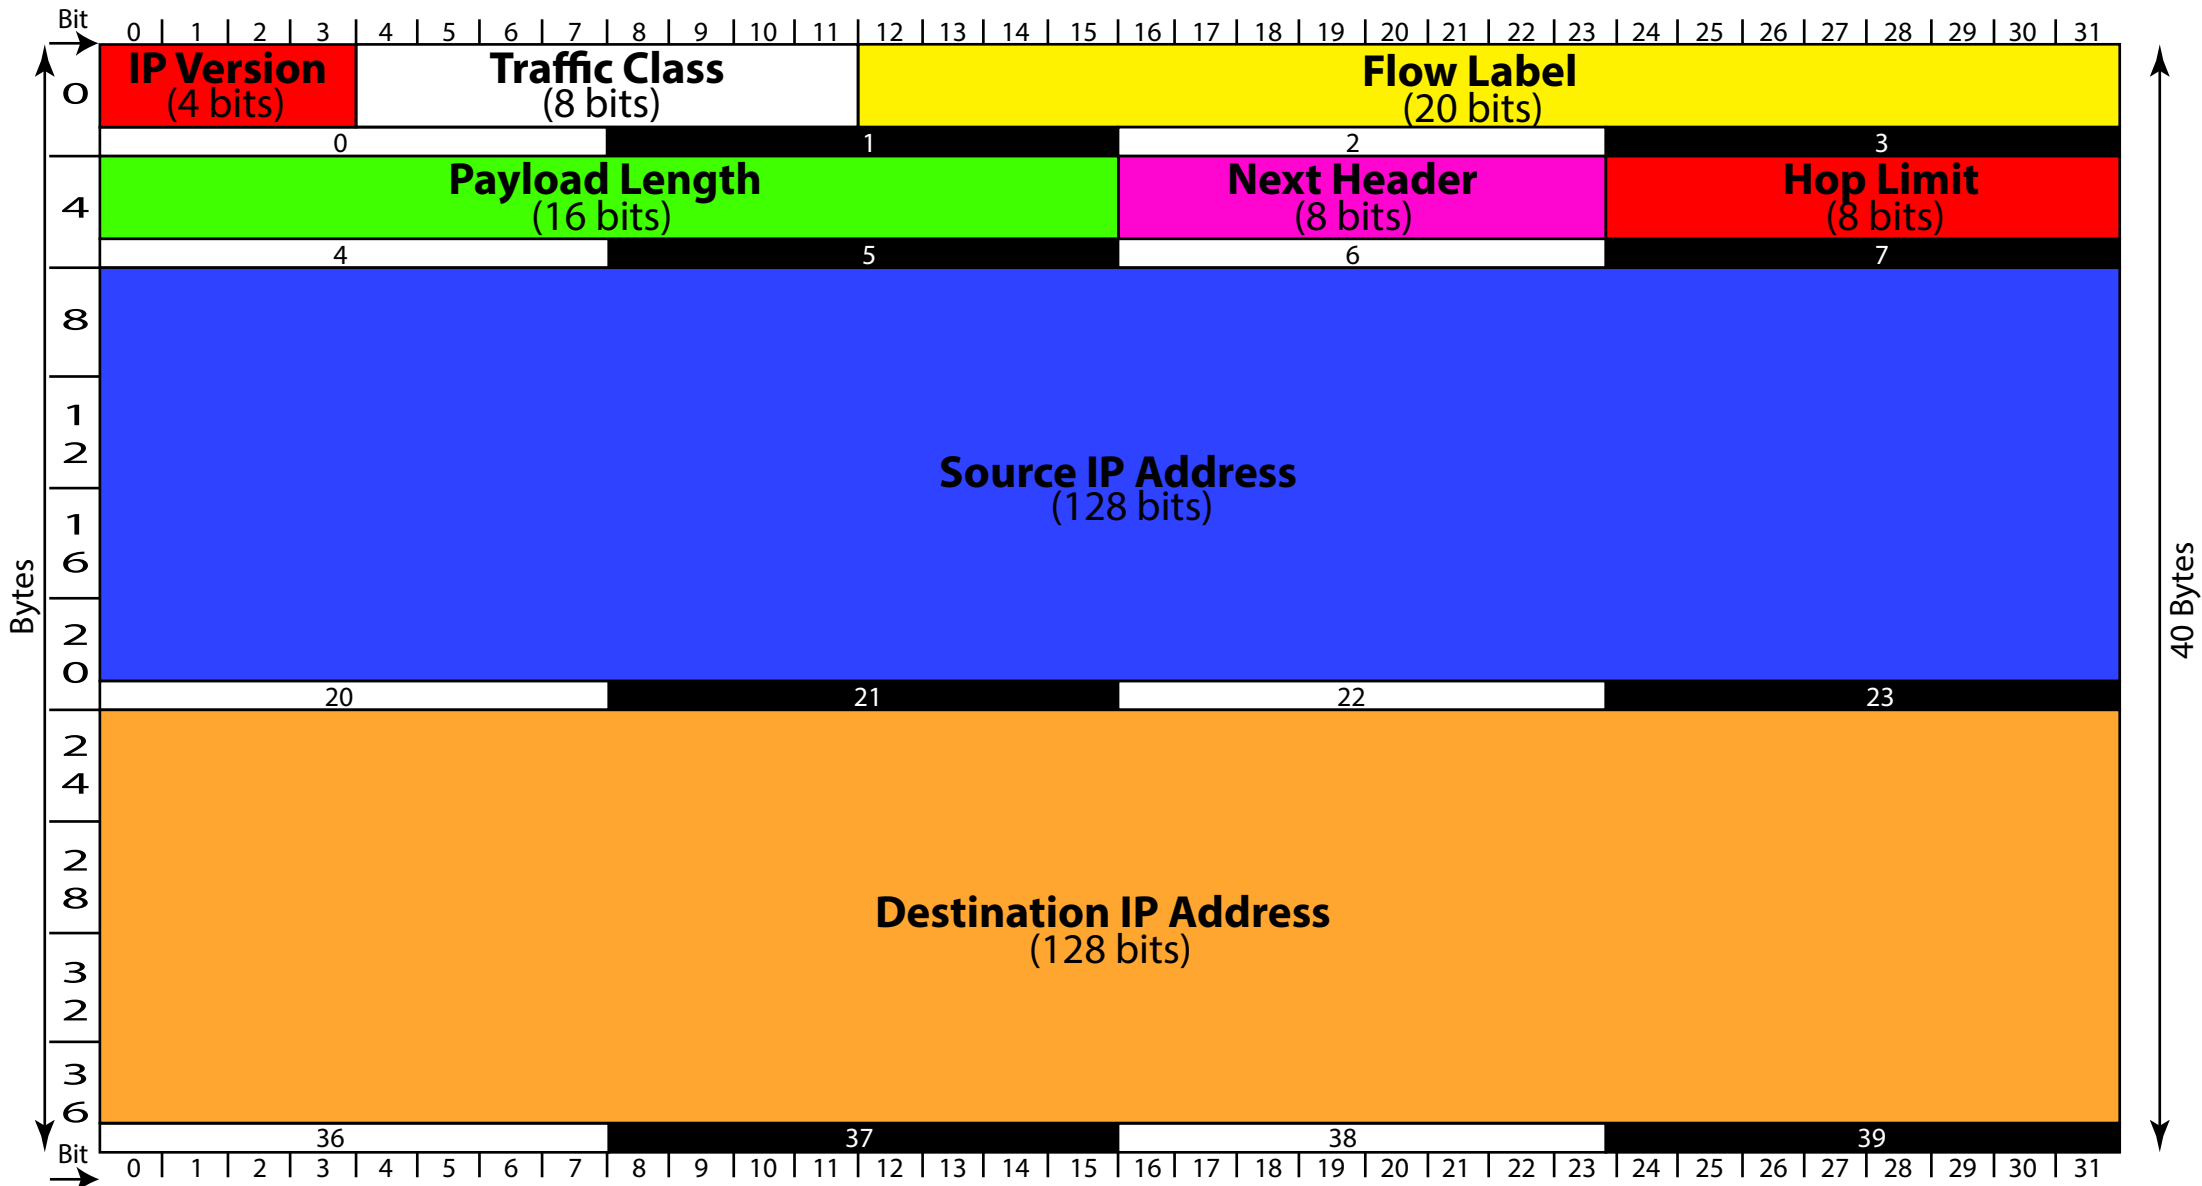 Bit 0 1 2 3 4 5 6 7 8 9 10 11 12 13 14 15 16 17 18 19 20 21 22 23 24 25 26 27 28 29 30 31
0 IP Version Traffic Class Flow Label
(4 bits) (8 bits) (20 bits)
0 1 2 3
4 Payload Length Next Header Hop Limit
(16 bits) (8 bits) (8 bits)
4 5 6 7
8
12
Source IP Address
(128 bits)
16
20
20 21 22 23
24
28
Destination IP Address
(128 bits)
32
36
36 37 38 39
Bit 0 1 2 3 4 5 6 7 8 9 10 11 12 13 14 15 16 17 18 19 20 21 22 23 24 25 26 27 28 29 30 31
Bytes
40 Bytes